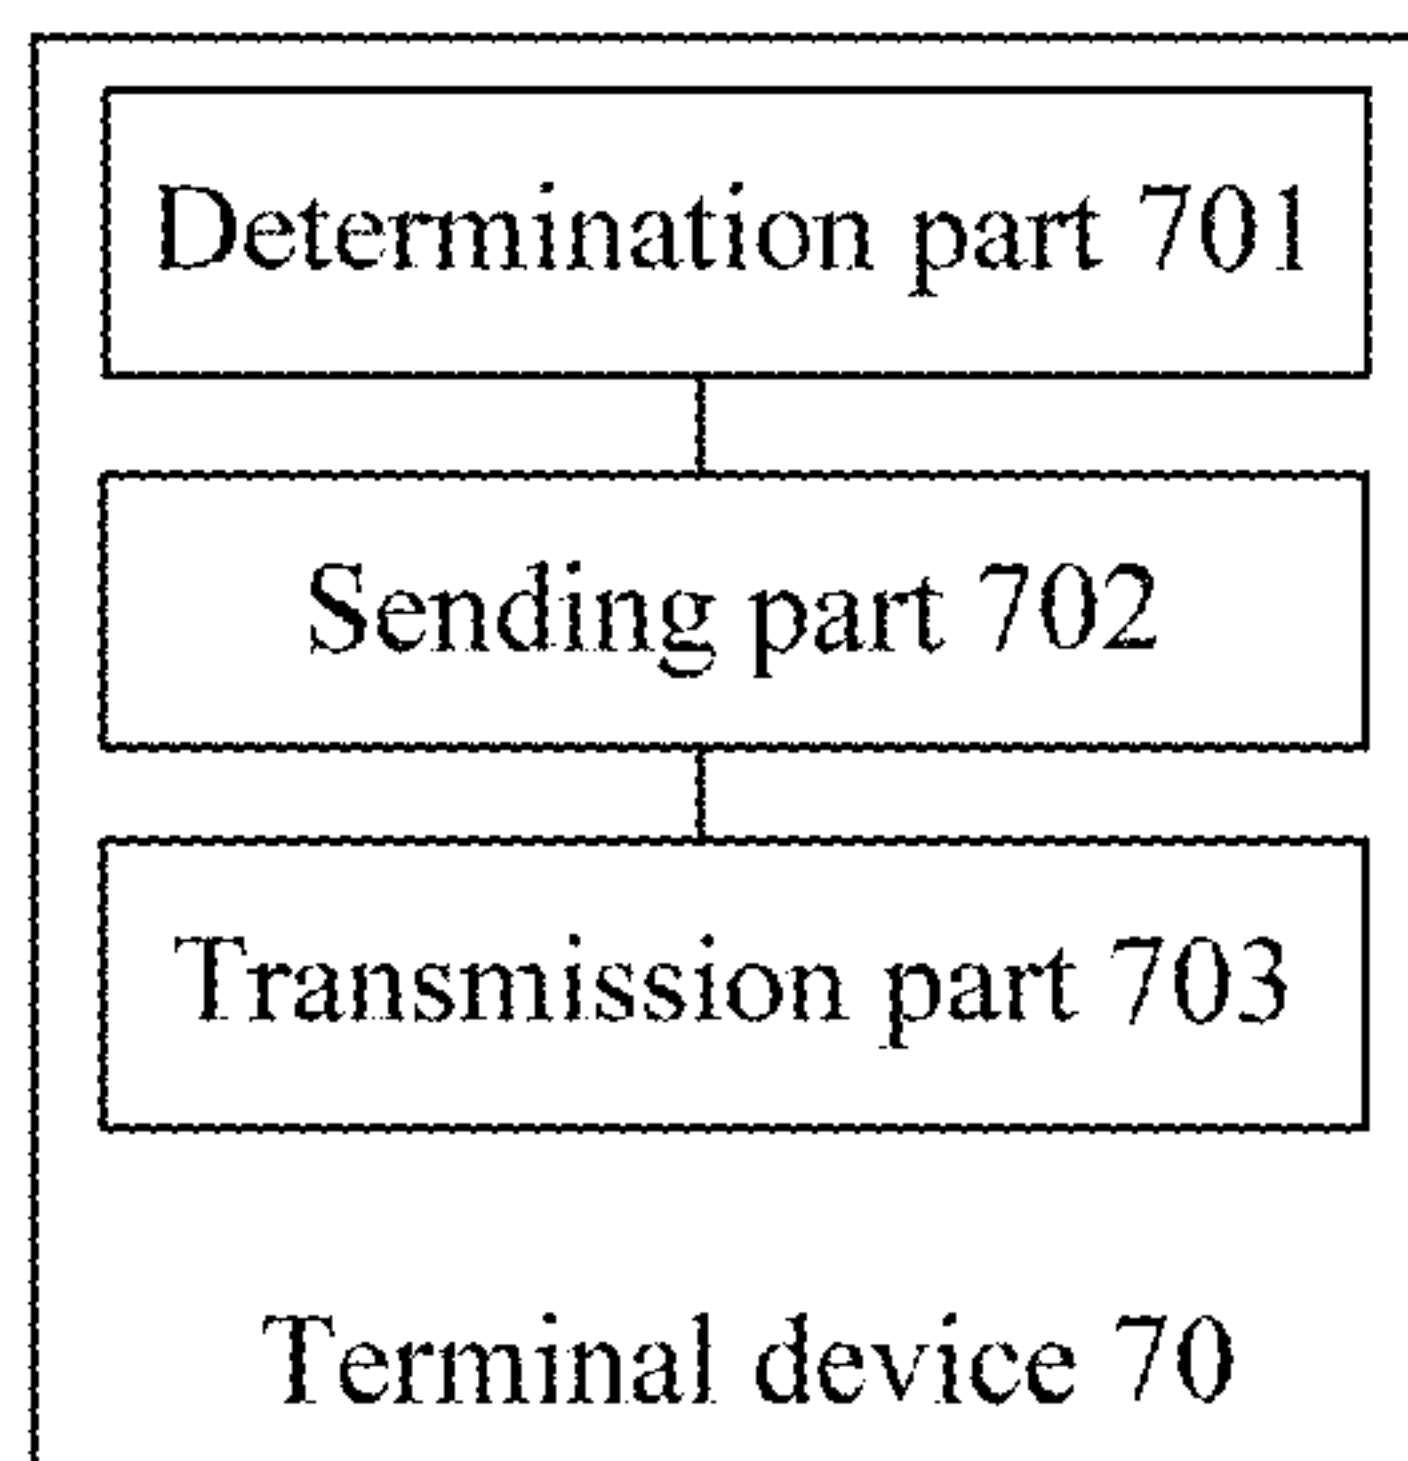 Determination part 701
Sending part 702
Transmission part 703
Terminal device 70